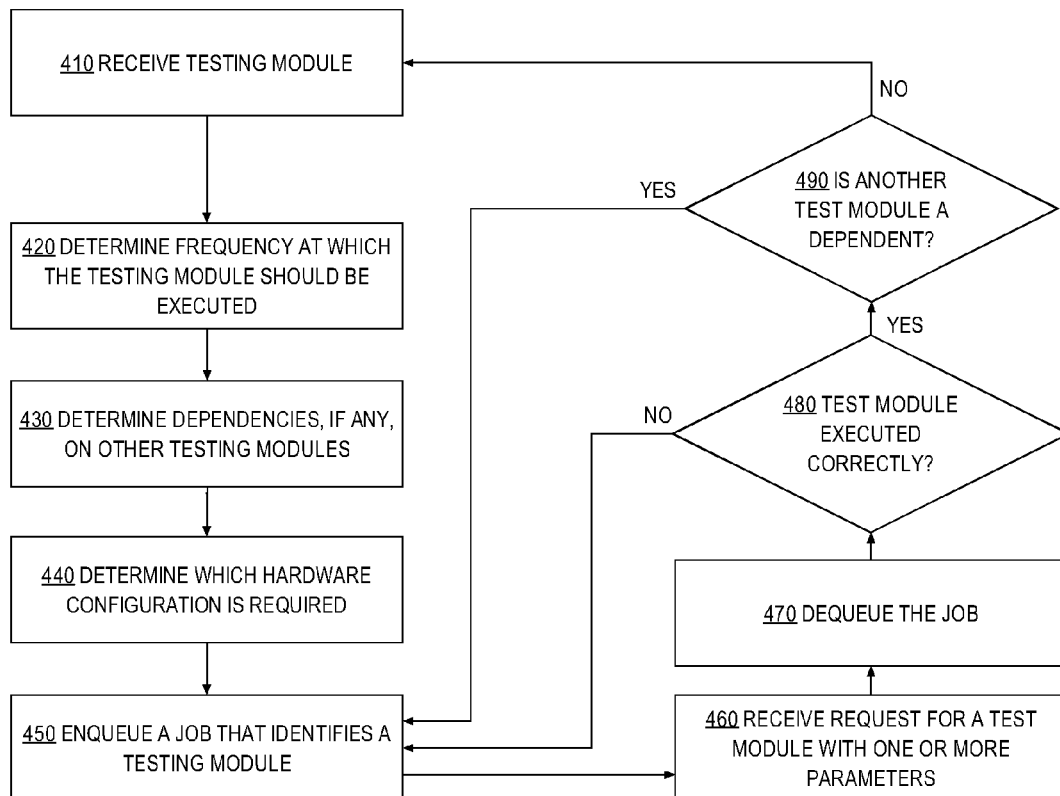 410 RECEIVE TESTING MODULE
420 DETERMINE FREQUENCY AT WHICH
THE TESTING MODULE SHOULD BE
EXECUTED
430 DETERMINE DEPENDENCIES, IF ANY,
ON OTHER TESTING MODULES
440 DETERMINE WHICH HARDWARE
CONFIGURATION IS REQUIRED
450 ENQUEUE A JOB THAT IDENTIFIES A
TESTING MODULE
460 RECEIVE REQUEST FOR A TEST
MODULE WITH ONE OR MORE
PARAMETERS
470 DEQUEUE THE JOB
480 TEST MODULE
EXECUTED
CORRECTLY?
NO
YES
490 IS ANOTHER
TEST MODULE A
DEPENDENT?
YES
NO